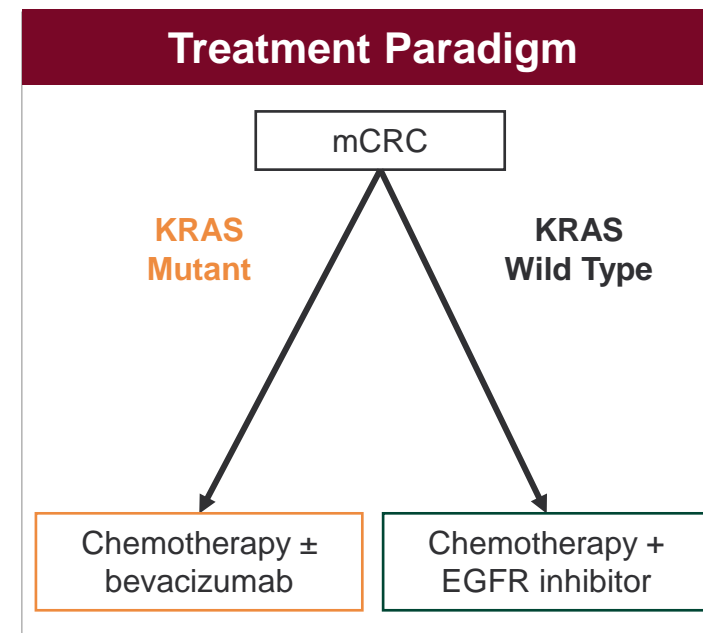 Treatment Paradigm
mCRC
KRAS
Mutant
KRAS
Wild Type
Chemotherapy ±
bevacizumab
Chemotherapy +
EGFR inhibitor